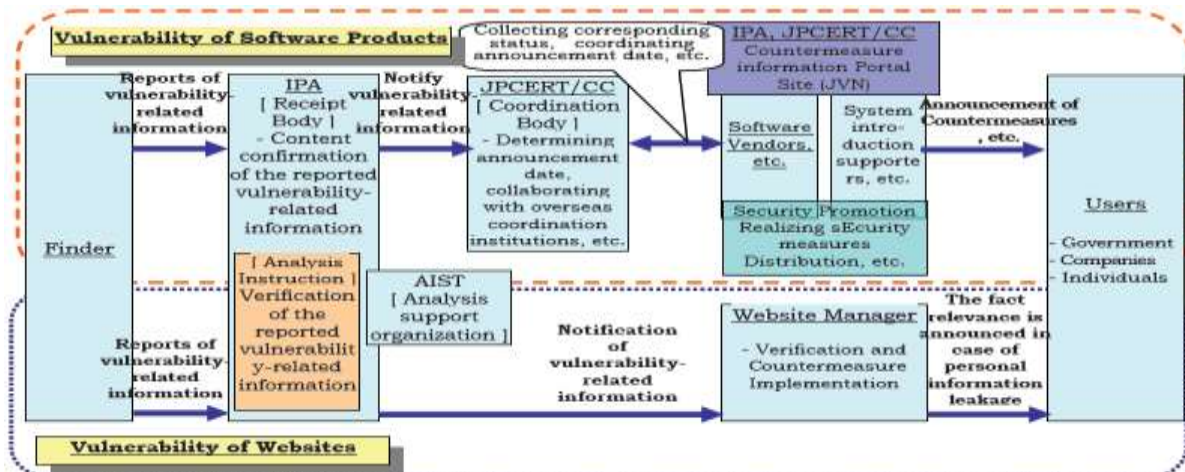 Vulnerability of Software Products
Collecting corresponding
status, coordinating
announcement date, etc.
IPA, JPCERT/CC
Countermeasure
information Portal
Site (JVN)
Finder
Reports of
vulnerability-
related
information
IPA
[ Receipt
Body ]
- Content
confirmation
of the reported
vulnerability-
related
information
Notify
vulnerability-
related
information
JPCERT/CC
[ Coordination
Body ]
- Determining
announcement
date,
collaborating
with overseas
coordination
institutions, etc.
Software
Vendors,
etc.
System
intro-
duction
supporte
rs, etc.
Security Promotion
Realizing sEcurity
measures
Distribution, etc.
Announcement of
Countermeasures
, etc.
Users
- Government
- Companies
- Individuals
[ Analysis
Instruction ]
Verification
of the
reported
vulnerabilit
y-related
information
AIST
[ Analysis
support
organization ]
Reports of
vulnerability-
related
information
Notification
of
vulnerability-
related
information
Website Manager
- Verification and
Countermeasure
Implementation
The fact
relevance is
announced in
case of
personal
information
leakage
Vulnerability of Websites